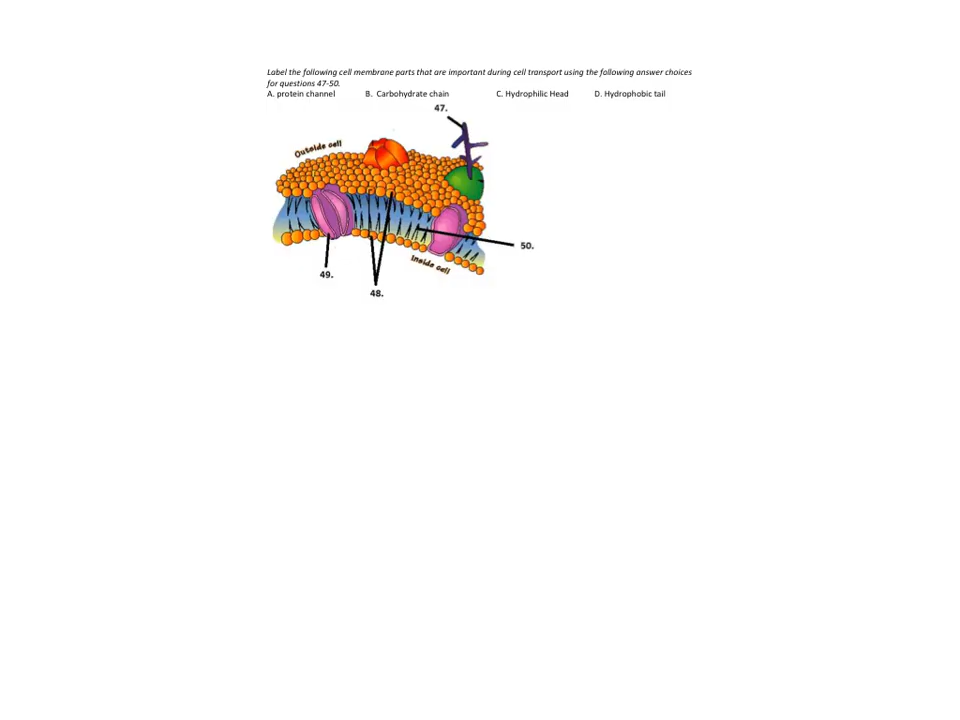 Label the following cell membrane parts that are important during cell transport using the following answer choices
for questions 47-50.
A. protein channel B. Carbohydrate chain C. Hydrophilic Head D. Hydrophobic tail
47.
Outside cell
50.
Inside cell
49.
48.